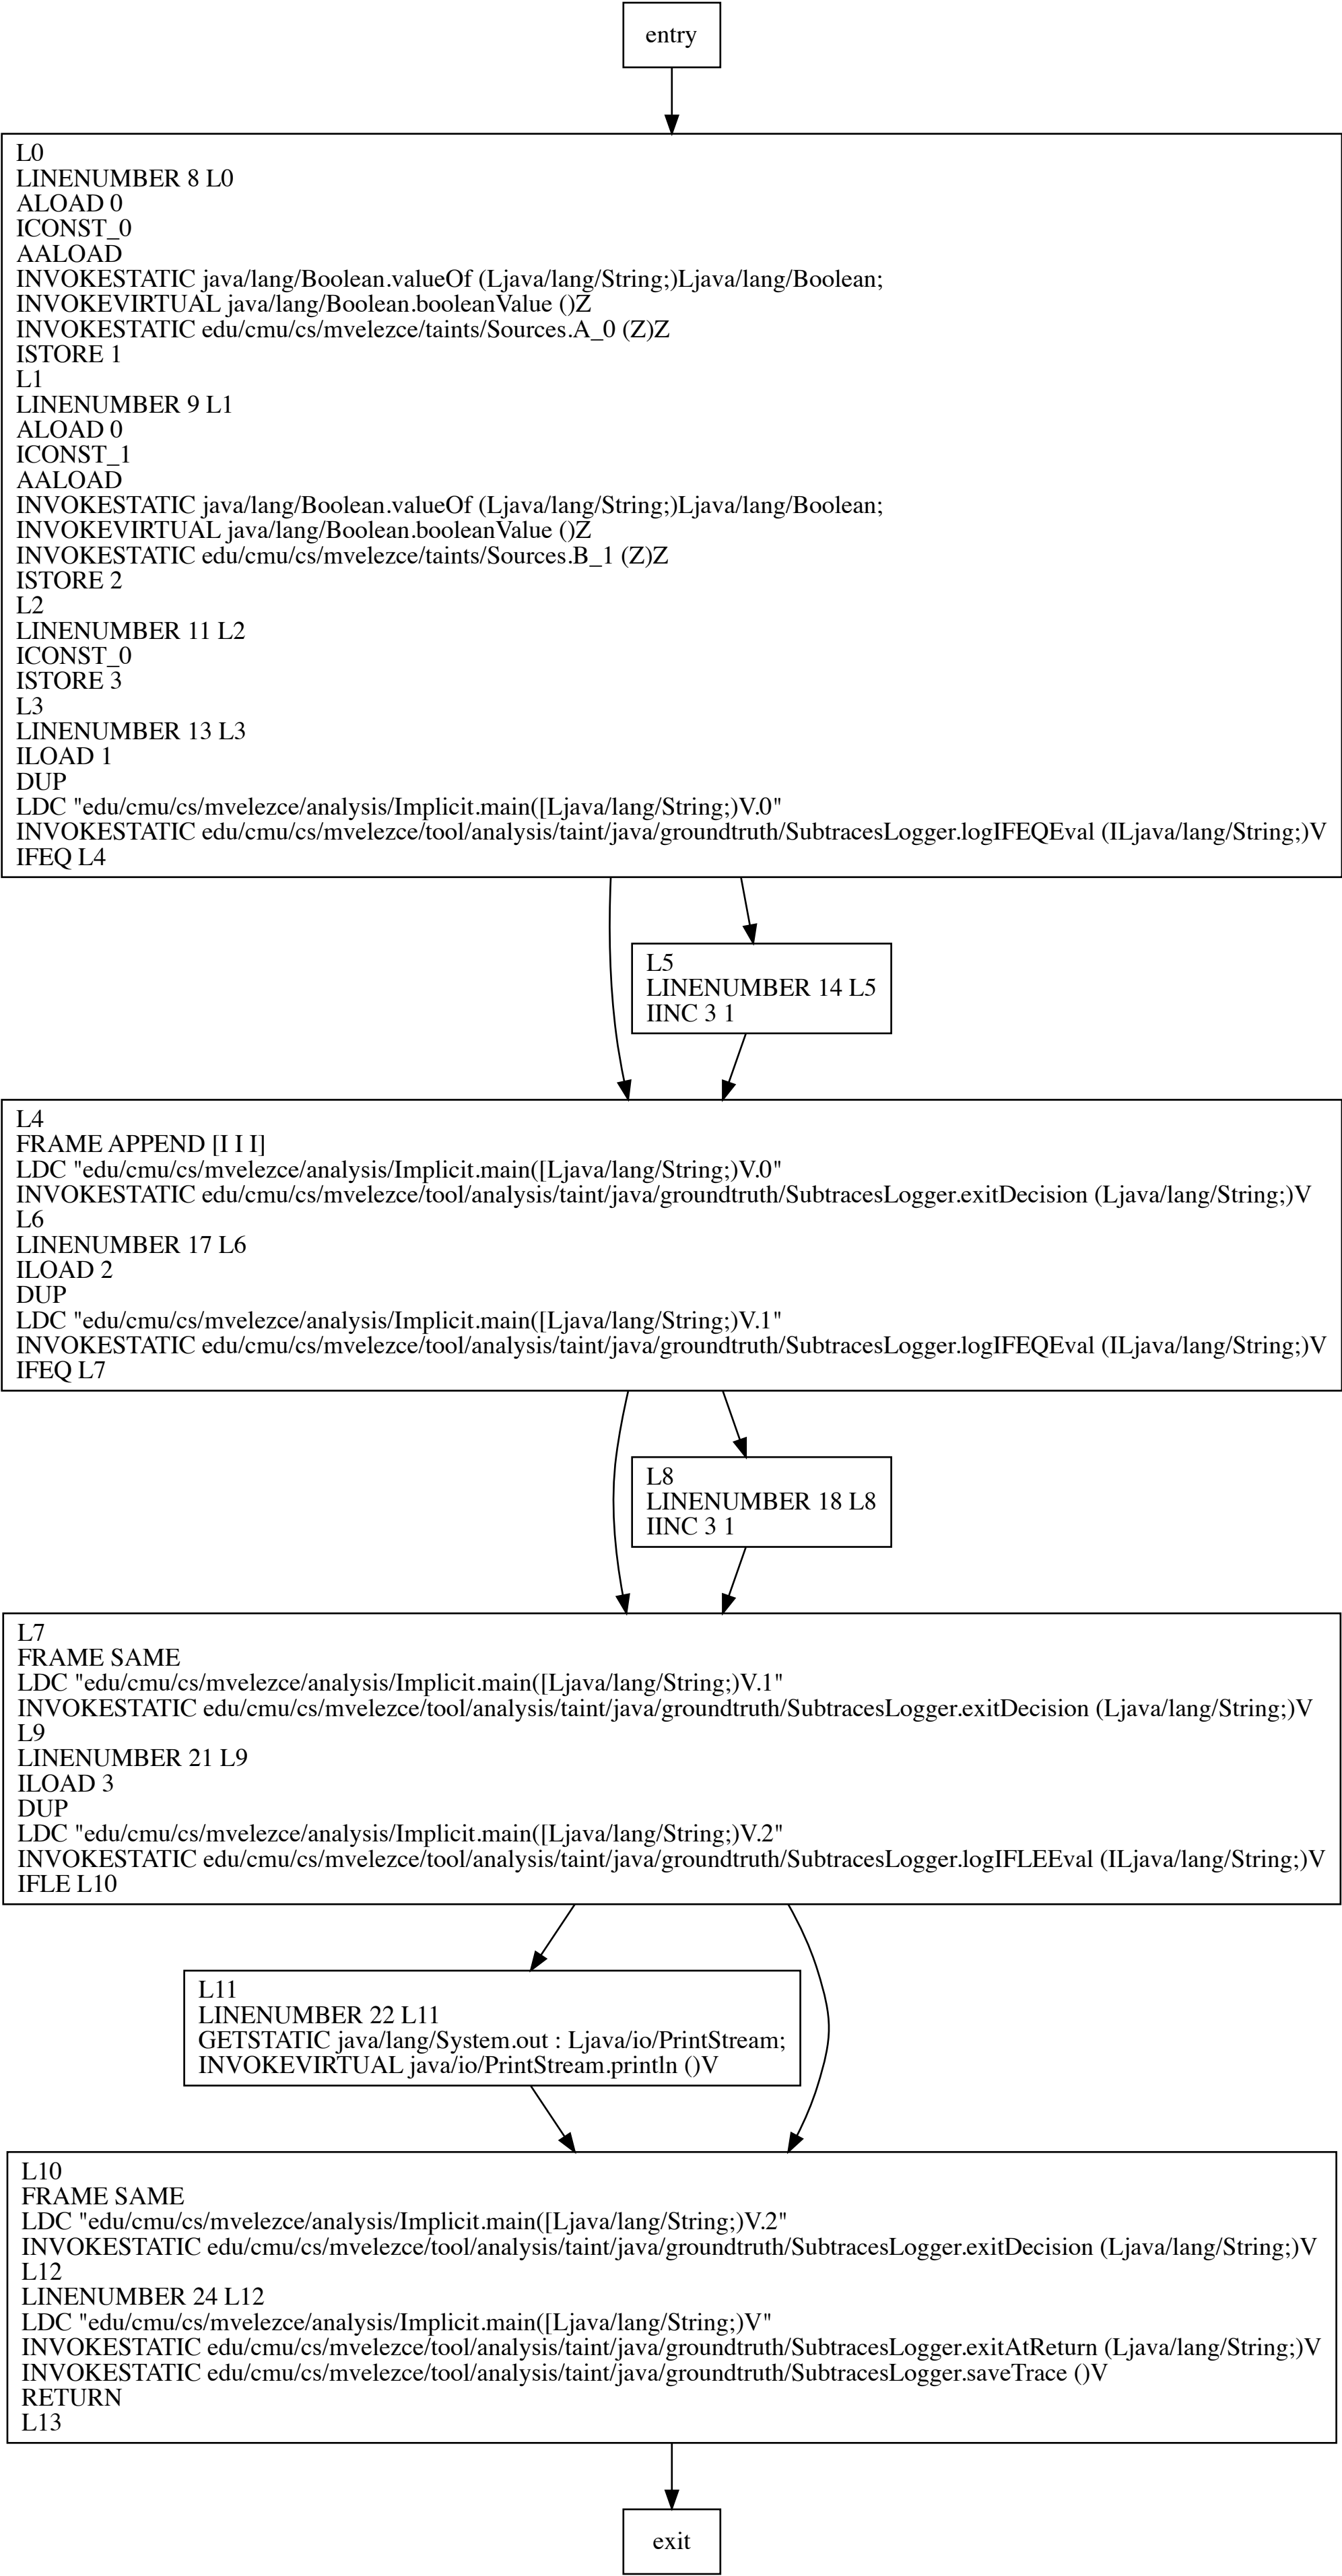 entry
L0
LINENUMBER 8 L0
ALOAD 0
ICONST_0
AALOAD
INVOKESTATIC java/lang/Boolean.valueOf (Ljava/lang/String;)Ljava/lang/Boolean;
INVOKEVIRTUAL java/lang/Boolean.booleanValue ()Z
INVOKESTATIC edu/cmu/cs/mvelezce/taints/Sources.A_0 (Z)Z
ISTORE 1
L1
LINENUMBER 9 L1
ALOAD 0
ICONST_1
AALOAD
INVOKESTATIC java/lang/Boolean.valueOf (Ljava/lang/String;)Ljava/lang/Boolean;
INVOKEVIRTUAL java/lang/Boolean.booleanValue ()Z
INVOKESTATIC edu/cmu/cs/mvelezce/taints/Sources.B_1 (Z)Z
ISTORE 2
L2
LINENUMBER 11 L2
ICONST_0
ISTORE 3
L3
LINENUMBER 13 L3
ILOAD 1
DUP
LDC "edu/cmu/cs/mvelezce/analysis/Implicit.main([Ljava/lang/String;)V.0"
INVOKESTATIC edu/cmu/cs/mvelezce/tool/analysis/taint/java/groundtruth/SubtracesLogger.logIFEQEval (ILjava/lang/String;)V
IFEQ L4
L5
LINENUMBER 14 L5
IINC 3 1
L4
FRAME APPEND [I I I]
LDC "edu/cmu/cs/mvelezce/analysis/Implicit.main([Ljava/lang/String;)V.0"
INVOKESTATIC edu/cmu/cs/mvelezce/tool/analysis/taint/java/groundtruth/SubtracesLogger.exitDecision (Ljava/lang/String;)V
L6
LINENUMBER 17 L6
ILOAD 2
DUP
LDC "edu/cmu/cs/mvelezce/analysis/Implicit.main([Ljava/lang/String;)V.1"
INVOKESTATIC edu/cmu/cs/mvelezce/tool/analysis/taint/java/groundtruth/SubtracesLogger.logIFEQEval (ILjava/lang/String;)V
IFEQ L7
L8
LINENUMBER 18 L8
IINC 3 1
L7
FRAME SAME
LDC "edu/cmu/cs/mvelezce/analysis/Implicit.main([Ljava/lang/String;)V.1"
INVOKESTATIC edu/cmu/cs/mvelezce/tool/analysis/taint/java/groundtruth/SubtracesLogger.exitDecision (Ljava/lang/String;)V
L9
LINENUMBER 21 L9
ILOAD 3
DUP
LDC "edu/cmu/cs/mvelezce/analysis/Implicit.main([Ljava/lang/String;)V.2"
INVOKESTATIC edu/cmu/cs/mvelezce/tool/analysis/taint/java/groundtruth/SubtracesLogger.logIFLEEval (ILjava/lang/String;)V
IFLE L10
L11
LINENUMBER 22 L11
GETSTATIC java/lang/System.out : Ljava/io/PrintStream;
INVOKEVIRTUAL java/io/PrintStream.println ()V
L10
FRAME SAME
LDC "edu/cmu/cs/mvelezce/analysis/Implicit.main([Ljava/lang/String;)V.2"
INVOKESTATIC edu/cmu/cs/mvelezce/tool/analysis/taint/java/groundtruth/SubtracesLogger.exitDecision (Ljava/lang/String;)V
L12
LINENUMBER 24 L12
LDC "edu/cmu/cs/mvelezce/analysis/Implicit.main([Ljava/lang/String;)V"
INVOKESTATIC edu/cmu/cs/mvelezce/tool/analysis/taint/java/groundtruth/SubtracesLogger.exitAtReturn (Ljava/lang/String;)V
INVOKESTATIC edu/cmu/cs/mvelezce/tool/analysis/taint/java/groundtruth/SubtracesLogger.saveTrace ()V
RETURN
L13
exit